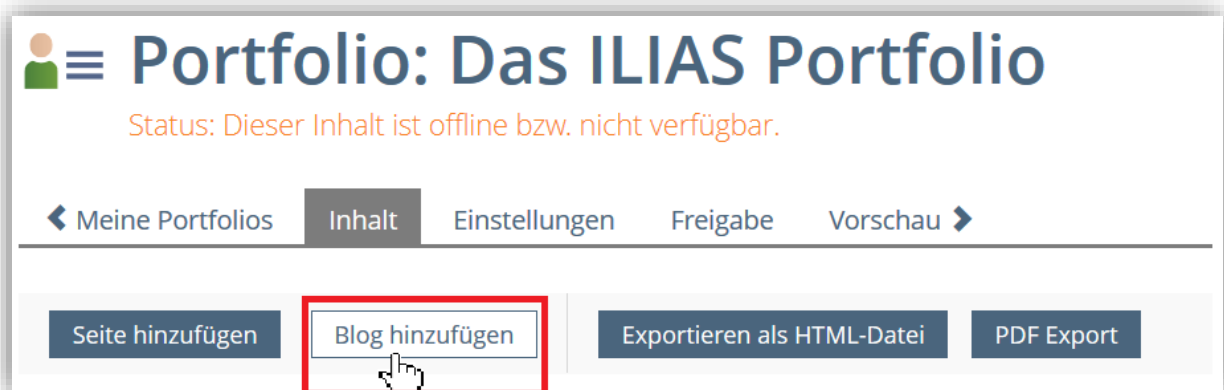 Portfolio: Das ILIAS Portfolio
Status: Dieser Inhalt ist offline bzw. nicht verfügbar.
Meine Portfolios Inhalt Einstellungen Freigabe Vorschau
Seite hinzufügen Blog hinzufügen Exportieren als HTML-Datei PDF Export